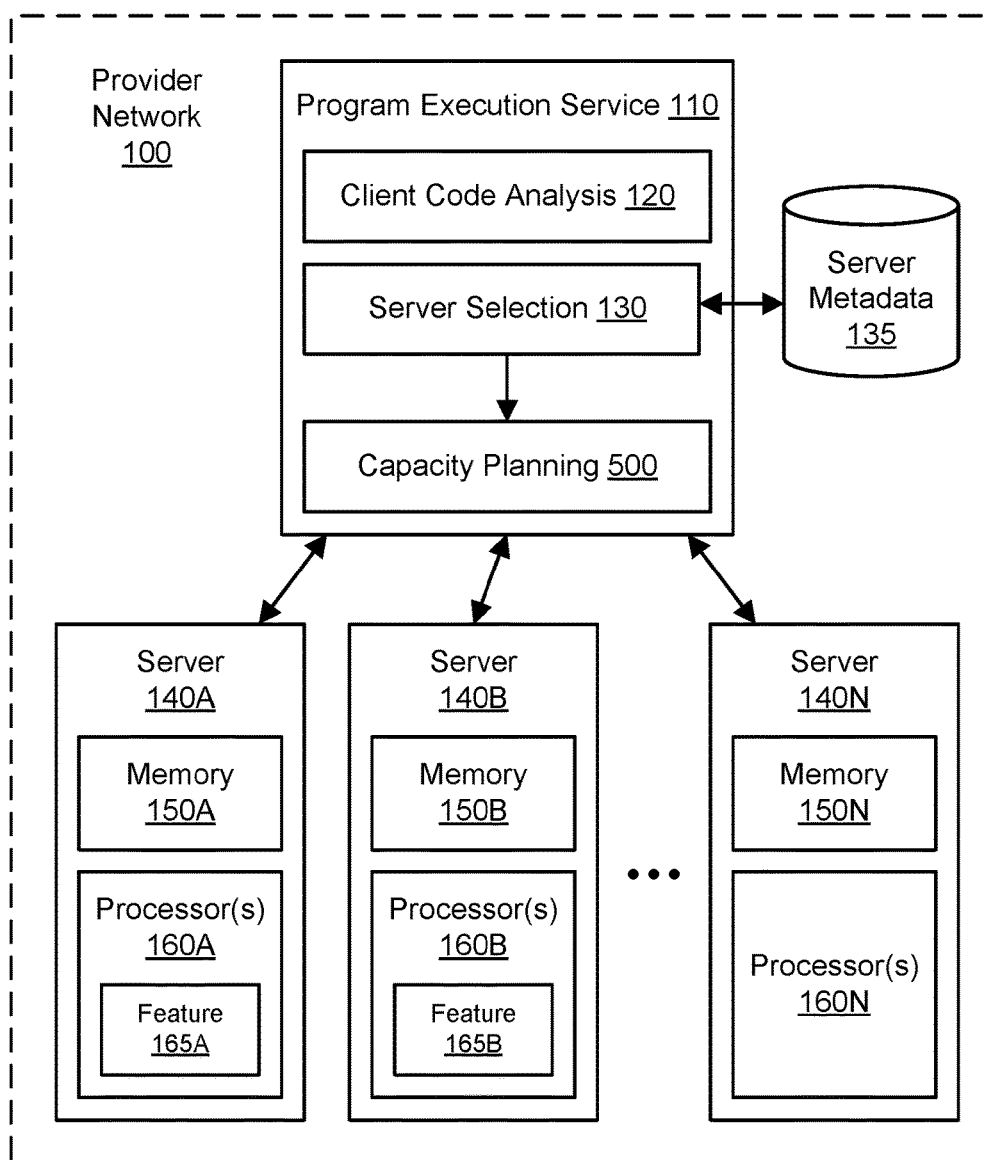 Provider
Network
100
Program Execution Service 110
Client Code Analysis 120
Server Selection 130
Capacity Planning 500
Server
Metadata
135
Server
140A
Memory
150A
Processor(s)
160A
Feature
165A
Server
140B
Memory
150B
Processor(s)
160B
Feature
165B
Server
140N
Memory
150N
Processor(s)
160N